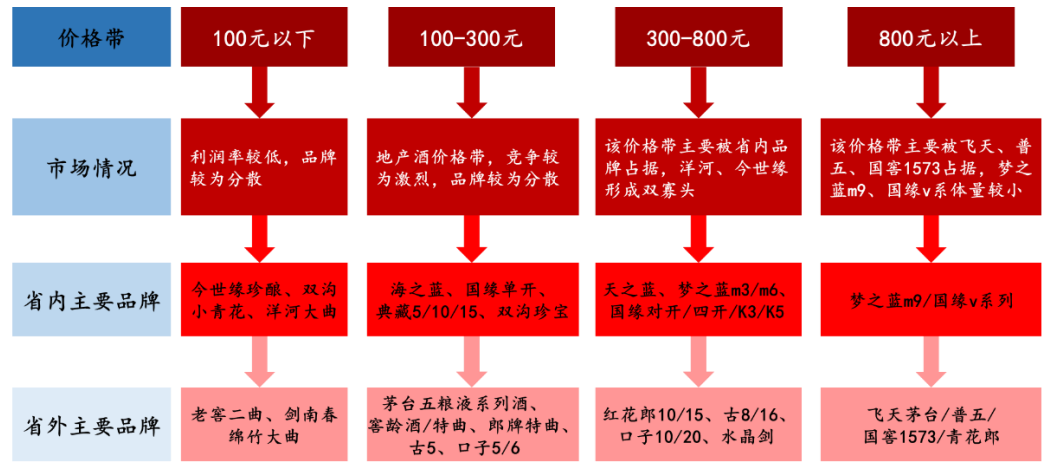 价格带
100元以下
100-300元
300-800元
800元以上
市场情况
利润率较低，品牌
较为分散
地产酒价格带，竞争较
为激烈，品牌较为分散
该价格带主要被省内品
牌占据，洋河、今世缘
形成双寡头
该价格带主要被飞天、普
五、国窖1573占据，梦之
蓝m9、国缘v系体量较小
省内主要品牌
今世缘珍酿、双沟
小青花、洋河大曲
海之蓝、国缘单开、
典藏5/10/15、双沟珍宝
天之蓝、梦之蓝m3/m6、
国缘对开/四开/K3/K5
梦之蓝m9/国缘v系列
省外主要品牌
老窖二曲、剑南春
绵竹大曲
茅台五粮液系列酒、
窖龄酒/特曲、郎牌特曲、
古5、口子5/6
红花郎10/15、古8/16、
口子10/20、水晶剑
飞天茅台/普五/
国窖1573/青花郎